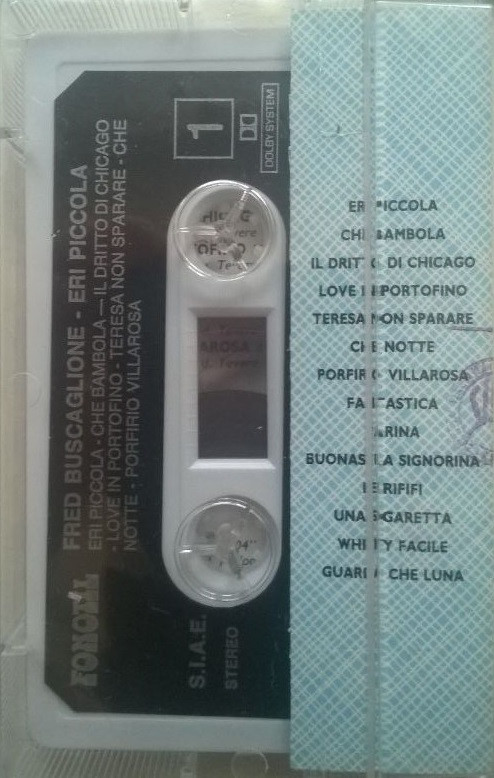 FRED BUSCAGLIONE - ERI PICCOLA
ERI PICCOLA - CHE BAMBOLA — IL DRITTO DI CHICAGO
- LOVE IN PORTOFINO - TERESA NON SPARARE - CHE
NOTTE - PORFIRIO VILLAROSA
FONOTIL
S.I.A.E.
STEREO
1
DOLBY SYSTEM
AROSA
ERI PICCOLA
CHE BAMBOLA
IL DRITTO DI CHICAGO
LOVE IN PORTOFINO
TERESA NON SPARARE
CHE NOTTE
PORFIRIO VILLAROSA
FANTASTICA
BUONASERA SIGNORINA
RIFIFI
UNA SIGARETTA
WHISKY FACILE
GUARDA CHE LUNA